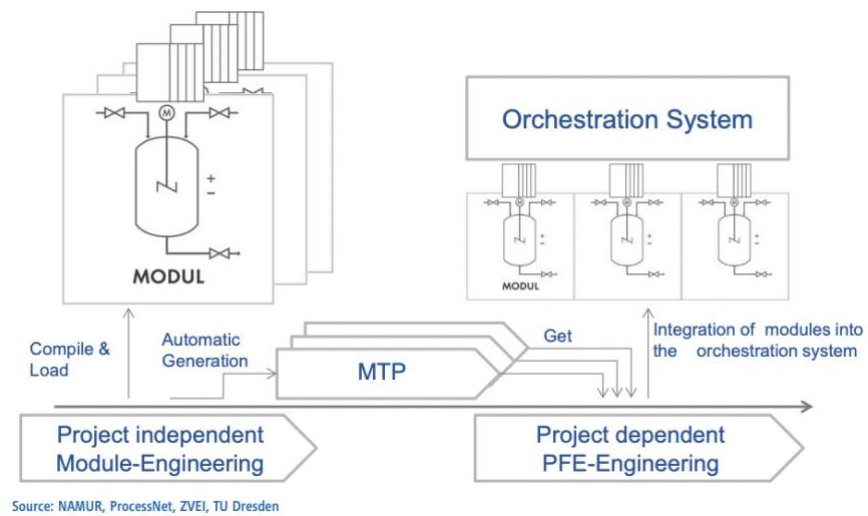 M
+
−
MODUL
Orchestration System
M
+
−
MODUL
M
+
−
M
+
−
Compile &
Load
Automatic
Generation
MTP
Get
Integration of modules into
the orchestration system
Project independent
Module-Engineering
Project dependent
PFE-Engineering
Source: NAMUR, ProcessNet, ZVEI, TU Dresden